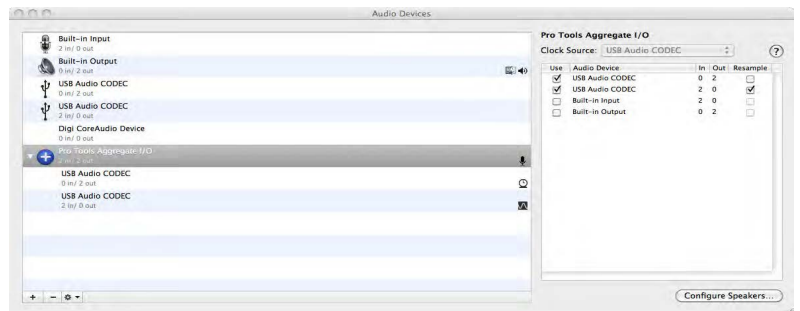 Audio Devices
Built-in Input
2 in/ 0 out
Built-in Output
0 in/ 2 out
USB Audio CODEC
0 in/ 2 out
USB Audio CODEC
2 in/ 0 out
Digi CoreAudio Device
0 in/ 0 out
Pro Tools Aggregate I/O
2 in/ 2 out
USB Audio CODEC
0 in/ 2 out
USB Audio CODEC
2 in/ 0 out
+ -
Pro Tools Aggregate I/O
Clock Source: USB Audio CODEC
?
Use Audio Device In Out Resample
USB Audio CODEC 0 2
USB Audio CODEC 2 0
Built-in Input 2 0
Built-in Output 0 2
Configure Speakers...